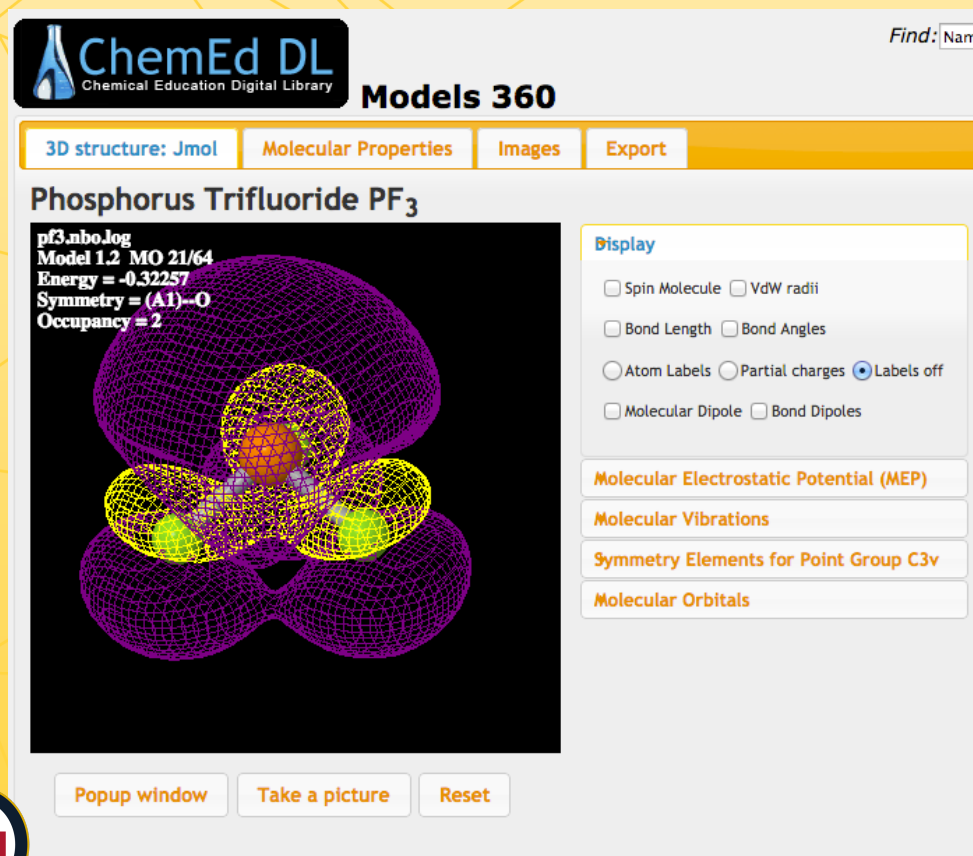 ChemEd DL
Chemical Education Digital Library
Models 360
Find:
3D structure: Jmol Molecular Properties Images Export
Phosphorus Trifluoride PF3
pf3.nbo.log
Model 1.2 MO 21/64
Energy = -0.32257
Symmetry = (A1)--O
Occupancy = 2
Display
Spin Molecule VdW radii
Bond Length Bond Angles
Atom Labels Partial charges Labels off
Molecular Dipole Bond Dipoles
Molecular Electrostatic Potential (MEP)
Molecular Vibrations
Symmetry Elements for Point Group C3v
Molecular Orbitals
Popup window Take a picture Reset